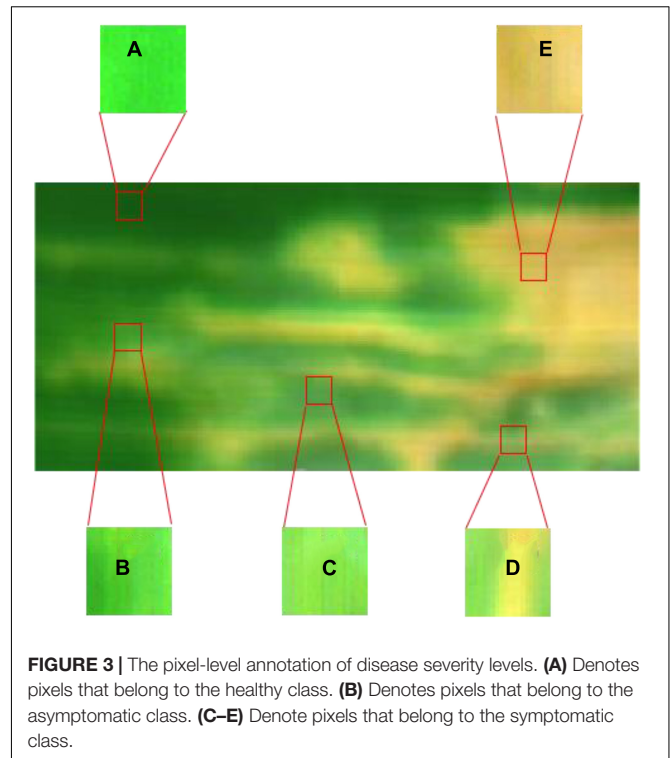 A
E
B
C
D
FIGURE 3 | The pixel-level annotation of disease severity levels. (A) Denotes
pixels that belong to the healthy class. (B) Denotes pixels that belong to the
asymptomatic class. (C–E) Denote pixels that belong to the symptomatic
class.